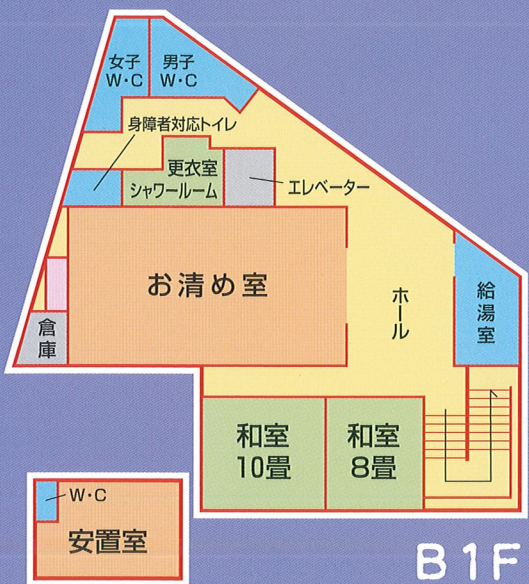 女子
W・C
男子
W・C
身障者対応トイレ
更衣室
シャワールーム
エレベーター
お清め室
ホール
給湯室
倉庫
和室
10畳
和室
8畳
W・C
安置室
B1F